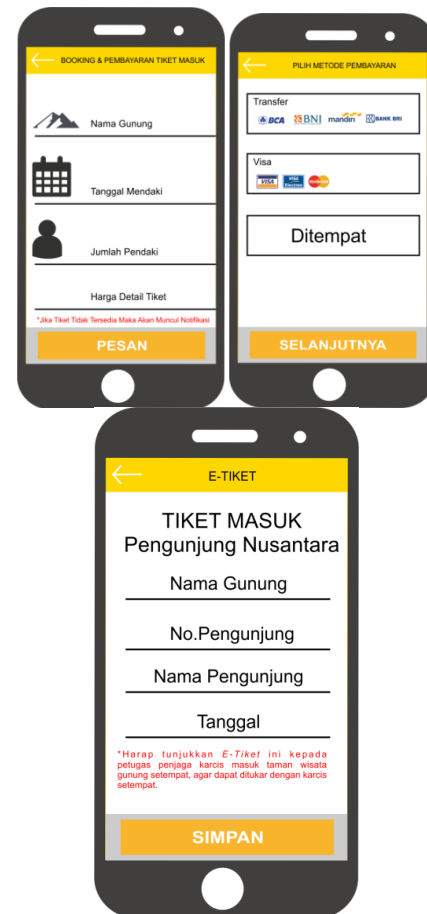 BOOKING & PEMBAYARAN TIKET MASUK
Nama Gunung
Tanggal Mendaki
Jumlah Pendaki
Harga Detail Tiket
*Jika Tiket Tidak Tersedia Maka Akan Muncul Notifikasi
PESAN
PILIH METODE PEMBAYARAN
Transfer
BCA BNI mandiri BANK BRI
Visa
VISA VISA Electron MasterCard
Ditempat
SELANJUTNYA
E-TIKET
TIKET MASUK
Pengunjung Nusantara
Nama Gunung
No.Pengunjung
Nama Pengunjung
Tanggal
*Harap tunjukkan E-Tiket ini kepada
petugas penjaga karcis masuk taman wisata
gunung setempat, agar dapat ditukar dengan karcis
setempat.
SIMPAN